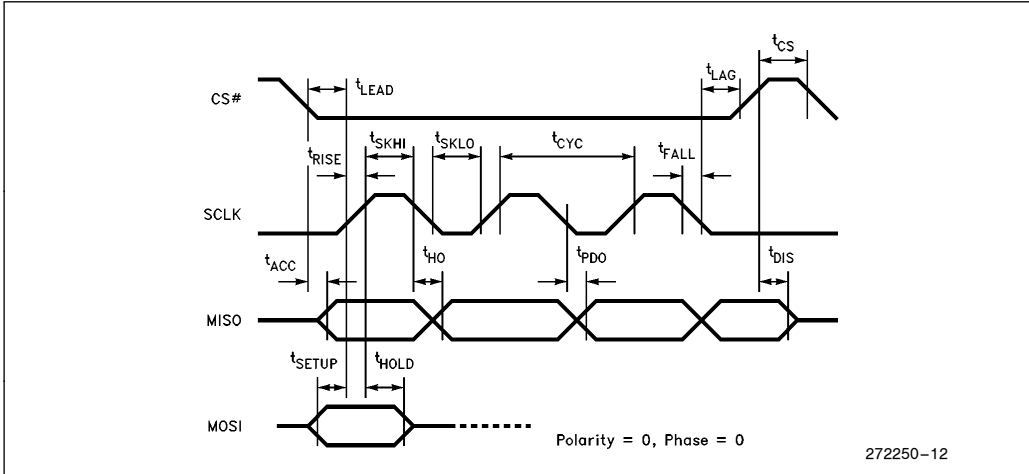 tCS
tLAG
CS#
tLEAD
tSKHI
tSKLO
tCYC
tRISE
tFALL
SCLK
tACC
tHO
tPDO
tDIS
MISO
tSETUP
tHOLD
MOSI
Polarity = 0, Phase = 0
272250-12